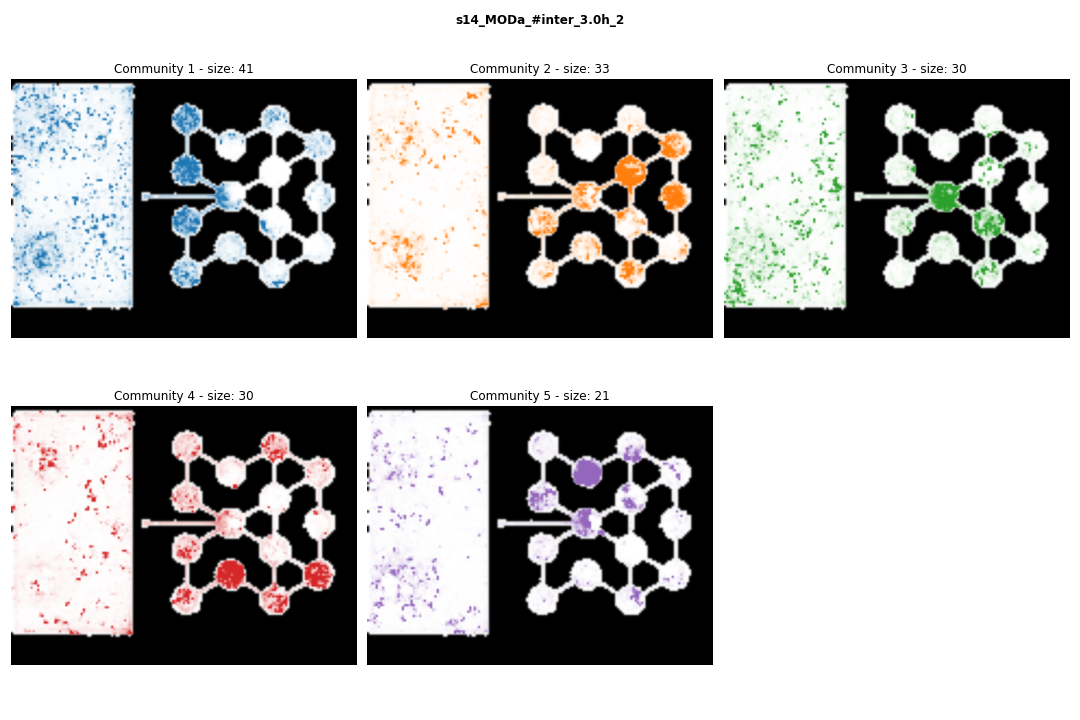 s14_MODa_#inter_3.0h_2
Community 1 - size: 41
Community 2 - size: 33
Community 3 - size: 30
Community 4 - size: 30
Community 5 - size: 21